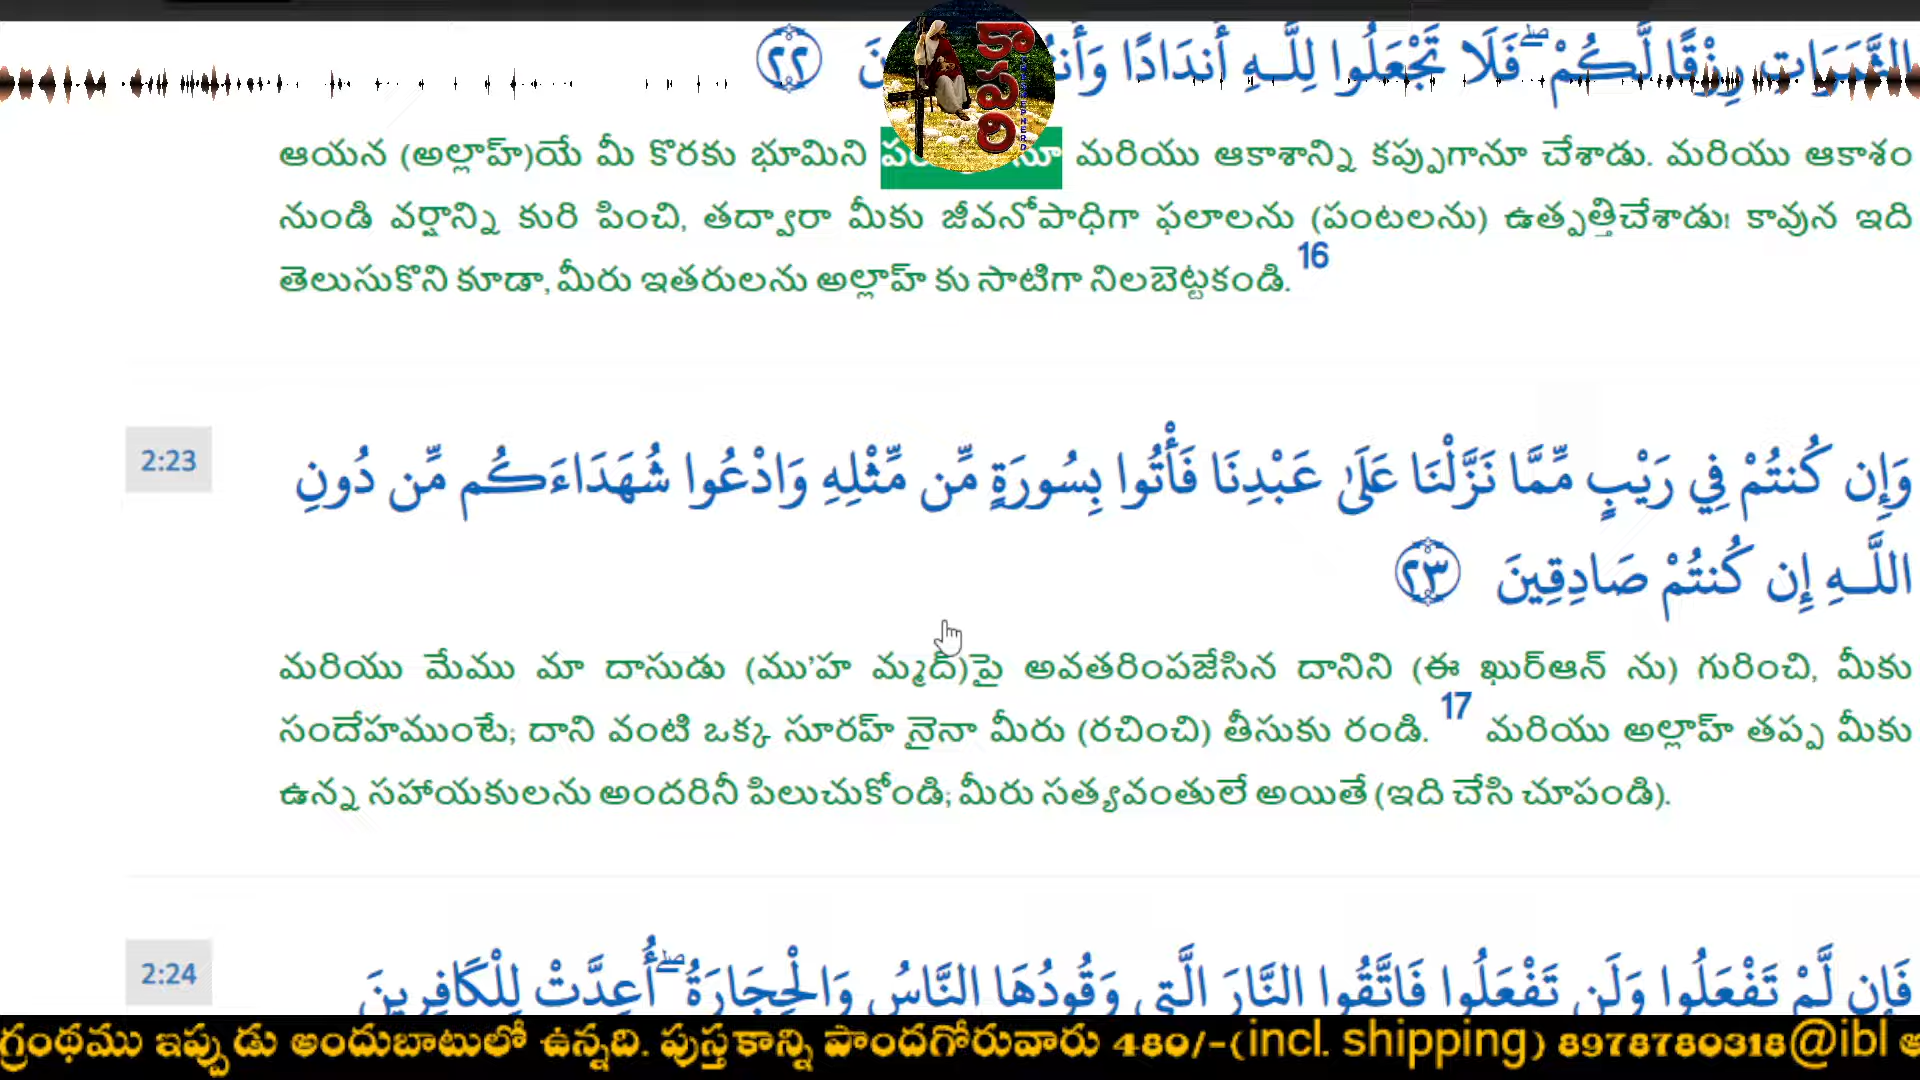 الثَّمَرَاتِ رِزْقًا لَّكُمْ ۖ فَلَا تَجْعَلُوا لِلَّـهِ أَندَادًا ﴿٢٢﴾
కాపరి
ఆయన (అల్లాహ్)యే మీ కొరకు భూమిని మరియు ఆకాశాన్ని కప్పుగానూ చేశాడు. మరియు ఆకాశం
నుండి వర్షాన్ని కురి పించి, తద్వారా మీకు జీవనోపాధిగా ఫలాలను (పంటలను) ఉత్పత్తిచేశాడు! కావున ఇది
తెలుసుకొని కూడా, మీరు ఇతరులను అల్లాహ్ కు సాటిగా నిలబెట్టకండి. 16
2:23
وَإِن كُنتُمْ فِي رَيْبٍ مِّمَّا نَزَّلْنَا عَلَىٰ عَبْدِنَا فَأْتُوا بِسُورَةٍ مِّن مِّثْلِهِ وَادْعُوا شُهَدَاءَكُم مِّن دُونِ
اللَّـهِ إِن كُنتُمْ صَادِقِينَ ﴿٢٣﴾
మరియు మేము మా దాసుడు (ము'హ మ్మద్)పై అవతరింపజేసిన దానిని (ఈ ఖుర్ఆన్ ను) గురించి, మీకు
సందేహముంటే; దాని వంటి ఒక్క సూరహ్ నైనా మీరు (రచించి) తీసుకు రండి. 17 మరియు అల్లాహ్ తప్ప మీకు
ఉన్న సహాయకులను అందరినీ పిలుచుకోండి; మీరు సత్యవంతులే అయితే (ఇది చేసి చూపండి).
2:24
فَإِن لَّمْ تَفْعَلُوا وَلَن تَفْعَلُوا فَاتَّقُوا النَّارَ الَّتِي وَقُودُهَا النَّاسُ وَالْحِجَارَةُ ۖ أُعِدَّتْ لِلْكَافِرِينَ
గ్రంథము ఇప్పుడు అందుబాటులో ఉన్నది. పుస్తకాన్ని పొందగోరువారు 480/-(incl. shipping) 8978780318@ibl